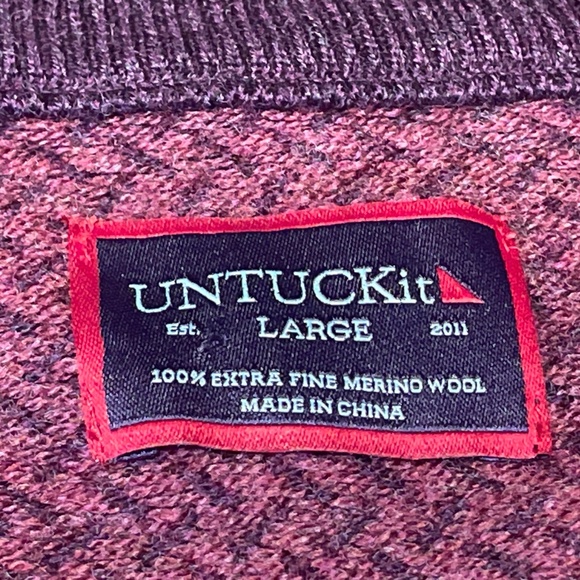 UNTUCKit
Est. LARGE 2011
100% EXTRA FINE MERINO WOOL
MADE IN CHINA